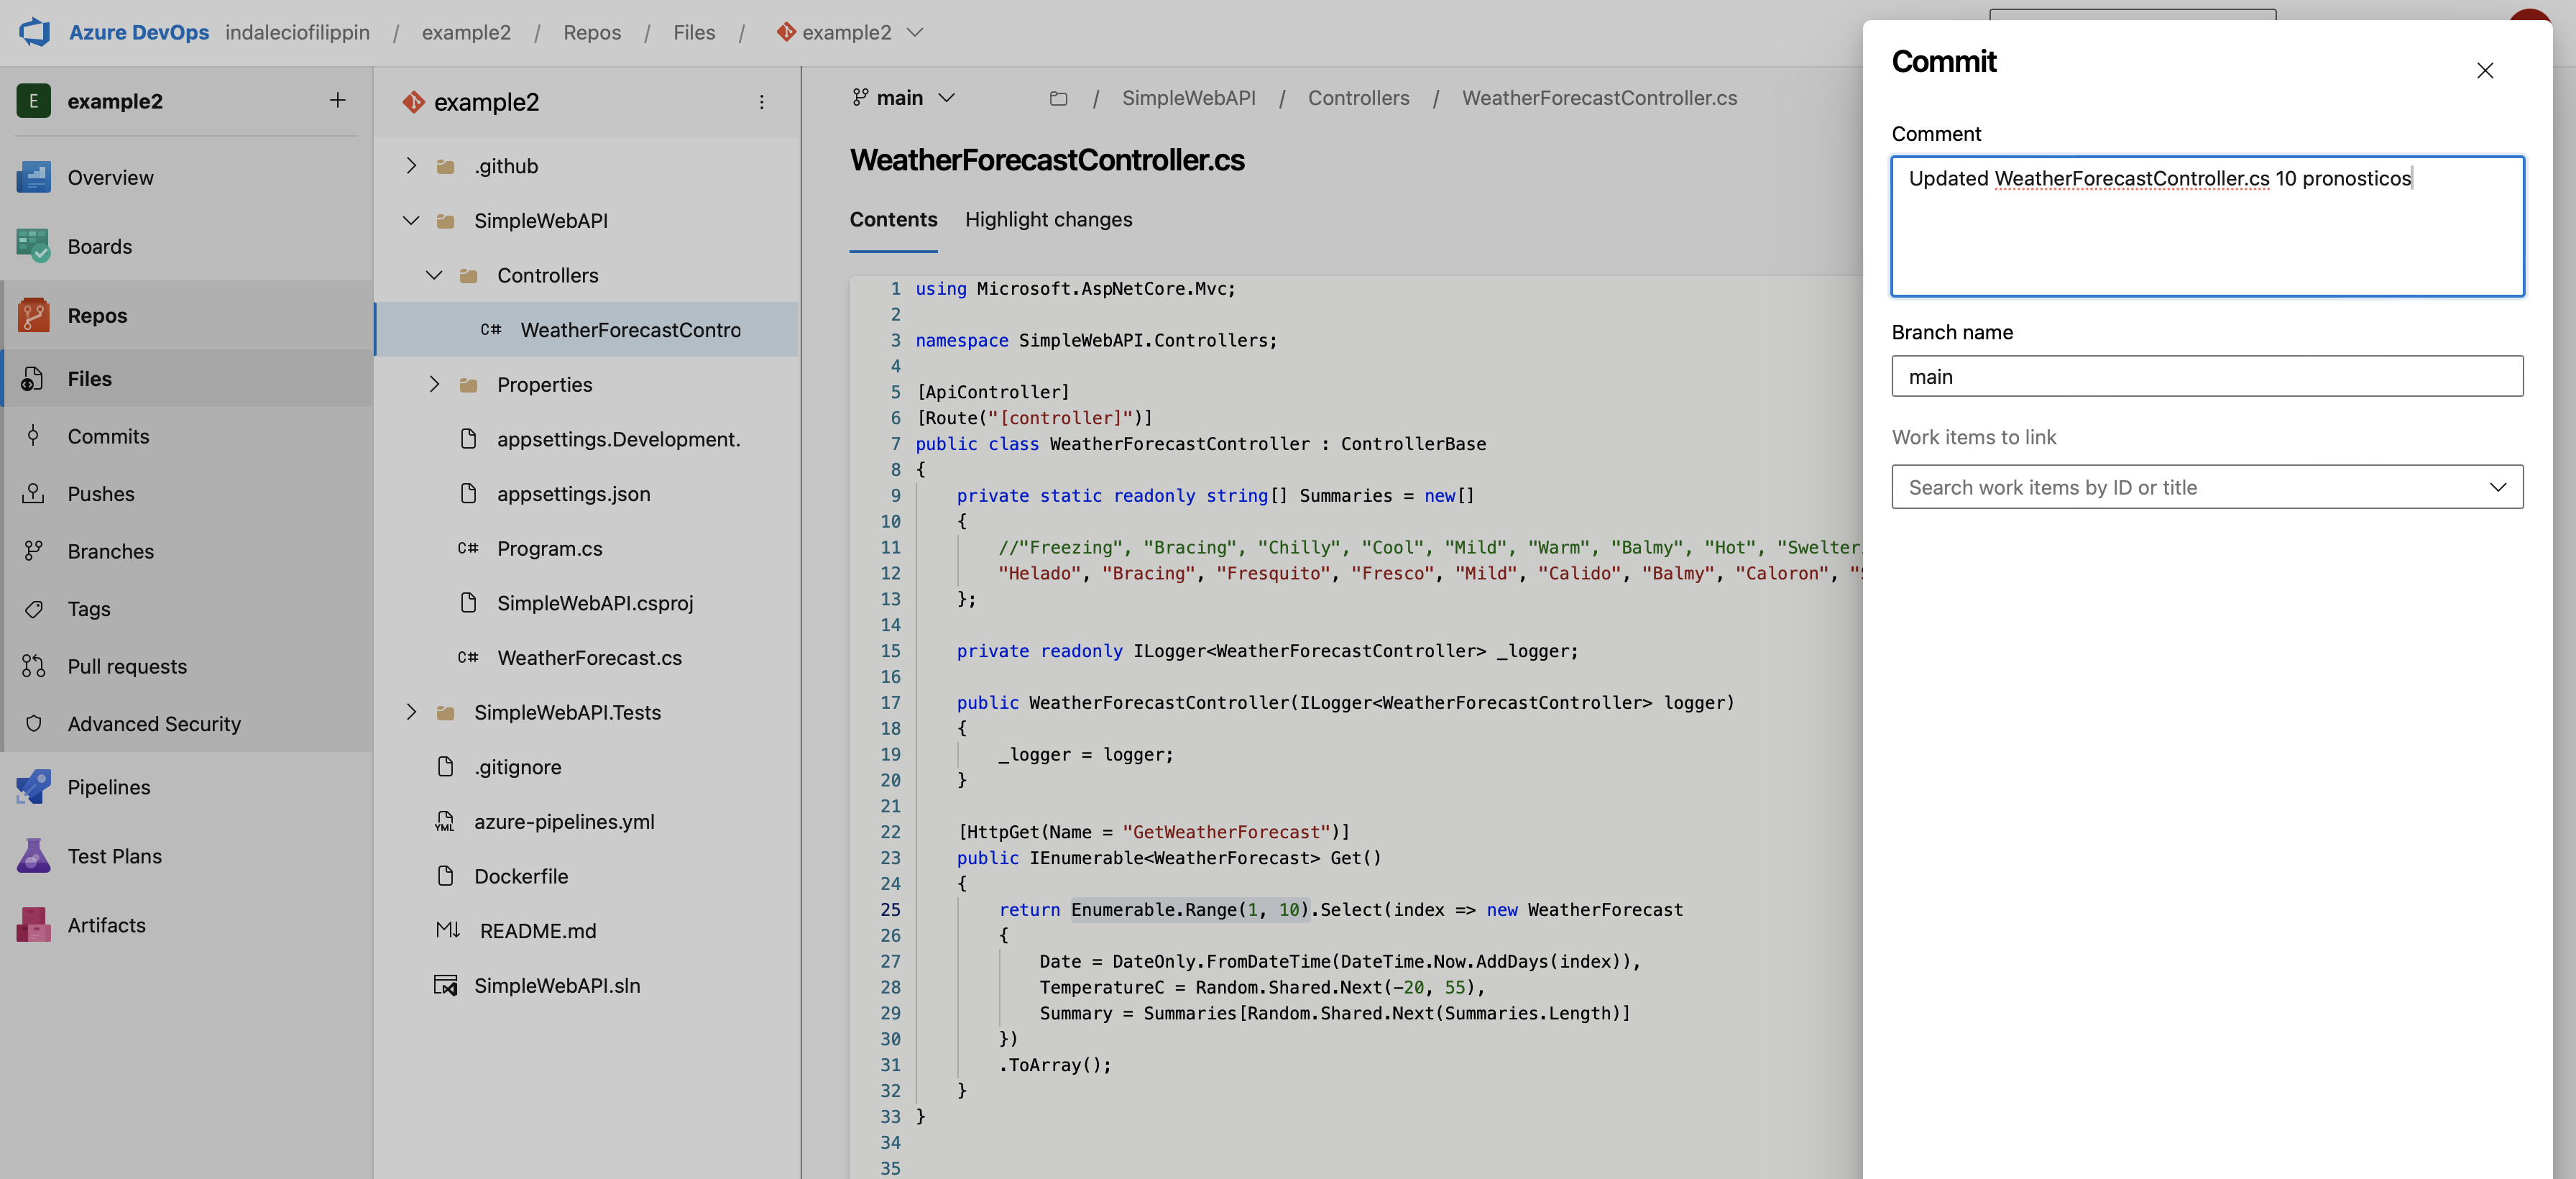 Azure DevOps indaleciofilippin / example2 / Repos / Files / example2
E example2 +
Overview
Boards
Repos
Files
Commits
Pushes
Branches
Tags
Pull requests
Advanced Security
Pipelines
Test Plans
Artifacts
example2
.github
SimpleWebAPI
Controllers
C# WeatherForecastContro
Properties
appsettings.Development.
appsettings.json
C# Program.cs
SimpleWebAPI.csproj
C# WeatherForecast.cs
SimpleWebAPI.Tests
.gitignore
YML azure-pipelines.yml
Dockerfile
M↓ README.md
SimpleWebAPI.sln
main / SimpleWebAPI / Controllers / WeatherForecastController.cs
WeatherForecastController.cs
Contents Highlight changes
1 using Microsoft.AspNetCore.Mvc;
2
3 namespace SimpleWebAPI.Controllers;
4
5 [ApiController]
6 [Route("[controller]")]
7 public class WeatherForecastController : ControllerBase
8 {
9 private static readonly string[] Summaries = new[]
10 {
11 //"Freezing", "Bracing", "Chilly", "Cool", "Mild", "Warm", "Balmy", "Hot", "Swelter
12 "Helado", "Bracing", "Fresquito", "Fresco", "Mild", "Calido", "Balmy", "Caloron", "
13 };
14
15 private readonly ILogger<WeatherForecastController> _logger;
16
17 public WeatherForecastController(ILogger<WeatherForecastController> logger)
18 {
19 _logger = logger;
20 }
21
22 [HttpGet(Name = "GetWeatherForecast")]
23 public IEnumerable<WeatherForecast> Get()
24 {
25 return Enumerable.Range(1, 10).Select(index => new WeatherForecast
26 {
27 Date = DateOnly.FromDateTime(DateTime.Now.AddDays(index)),
28 TemperatureC = Random.Shared.Next(-20, 55),
29 Summary = Summaries[Random.Shared.Next(Summaries.Length)]
30 })
31 .ToArray();
32 }
33 }
34
35
Commit
Comment
Updated WeatherForecastController.cs 10 pronosticos
Branch name
main
Work items to link
Search work items by ID or title